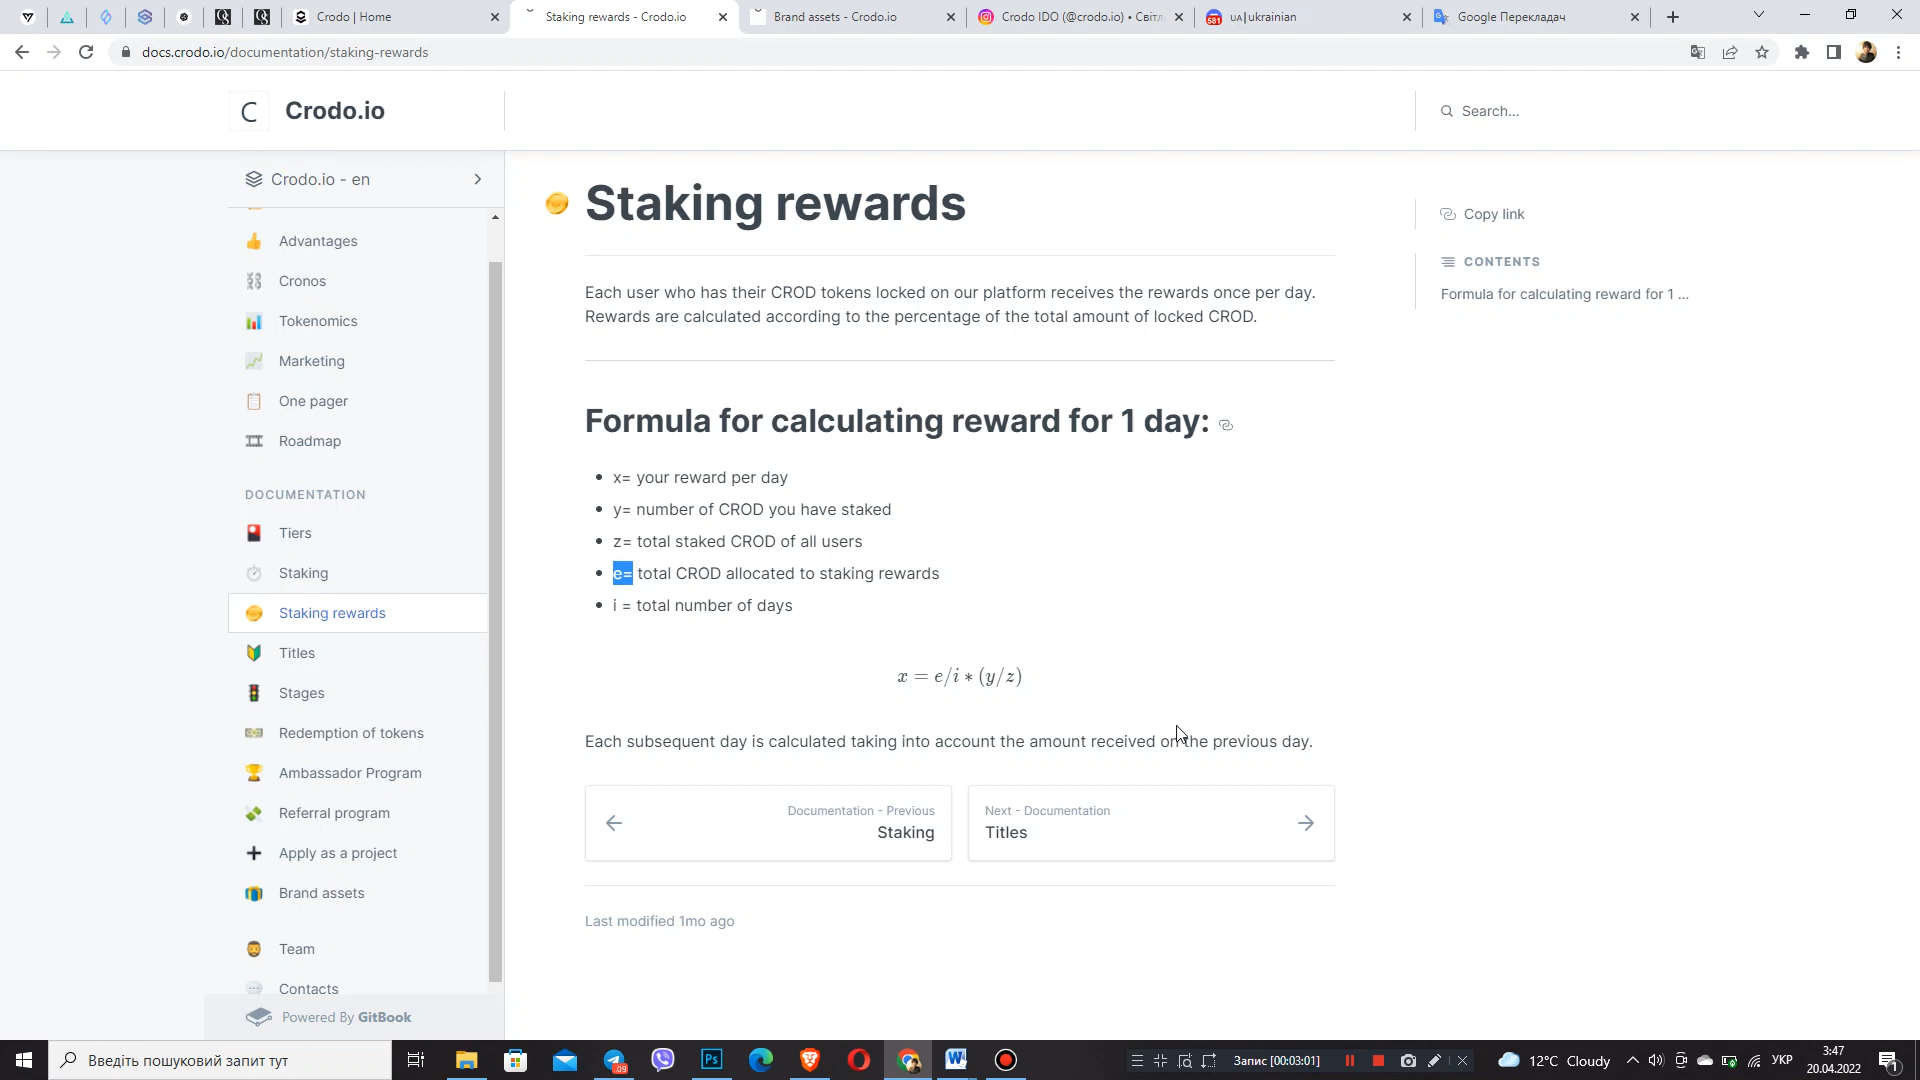 Crodo | Home
Staking rewards - Crodo.io
Brand assets - Crodo.io
Crodo IDO (@crodo.io) • Світл
581
UA|ukrainian
Google Перекладач
docs.crodo.io/documentation/staking-rewards
C
Crodo.io
Search...
Crodo.io - en
Advantages
Cronos
Tokenomics
Marketing
One pager
Roadmap
DOCUMENTATION
Tiers
Staking
Staking rewards
Titles
Stages
Redemption of tokens
Ambassador Program
Referral program
Apply as a project
Brand assets
Team
Contacts
Powered By GitBook
Staking rewards
Each user who has their CROD tokens locked on our platform receives the rewards once per day.
Rewards are calculated according to the percentage of the total amount of locked CROD.
Formula for calculating reward for 1 day:
• x= your reward per day
• y= number of CROD you have staked
• z= total staked CROD of all users
• e= total CROD allocated to staking rewards
• i = total number of days
x = e/i ∗ (y/z)
Each subsequent day is calculated taking into account the amount received on the previous day.
Documentation - Previous
Staking
Next - Documentation
Titles
Last modified 1mo ago
Copy link
CONTENTS
Formula for calculating reward for 1 ...
Введіть пошуковий запит тут
Ps
Запис [00:03:01]
12°C Cloudy
УКР
3:47
20.04.2022
1